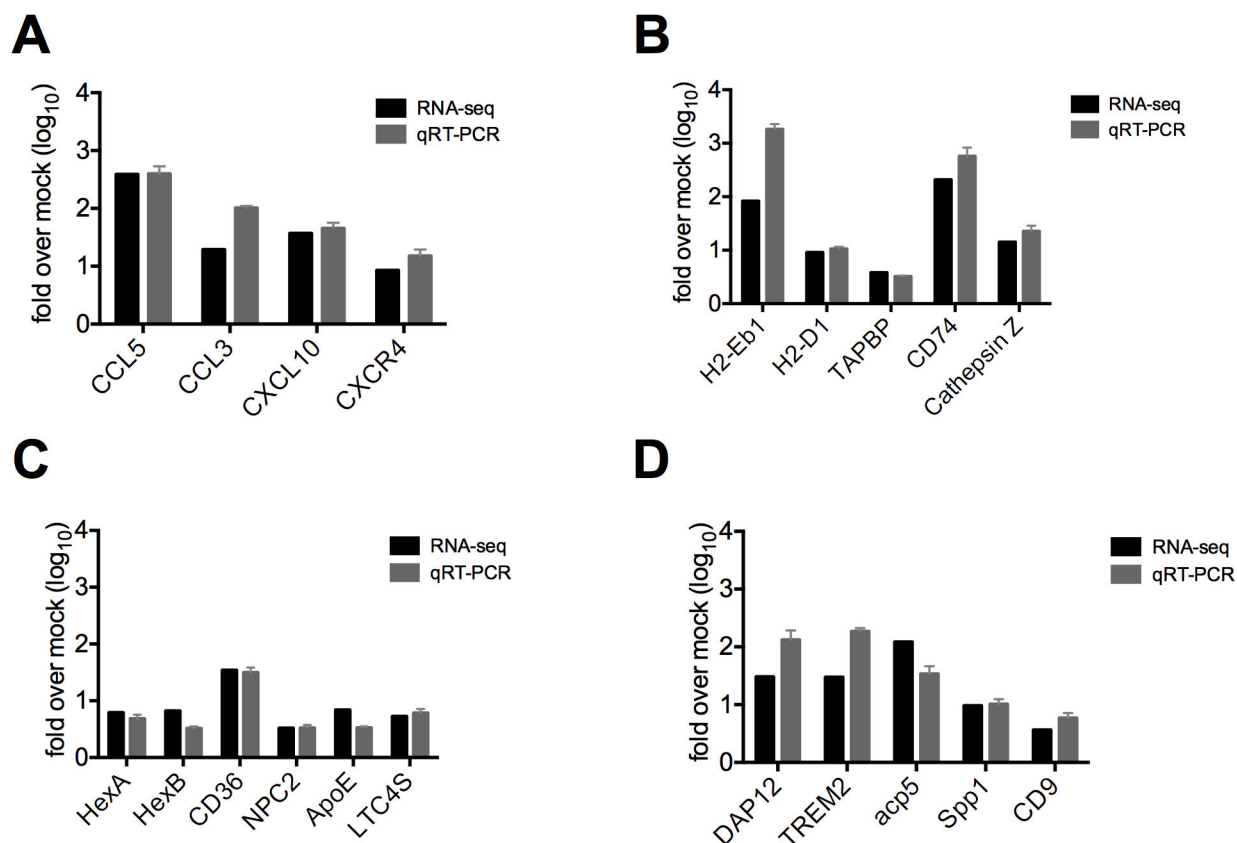 A
fold over mock (log10)
4
3
2
1
0
RNA-seq
qRT-PCR
CCL5
CCL3
CXCL10
CXCR4
B
fold over mock (log10)
4
3
2
1
0
RNA-seq
qRT-PCR
H2-Eb1
H2-D1
TAPBP
CD74
Cathepsin Z
C
fold over mock (log10)
4
3
2
1
0
RNA-seq
qRT-PCR
HexA
HexB
CD36
NPC2
ApoE
LTC4S
D
fold over mock (log10)
4
3
2
1
0
RNA-seq
qRT-PCR
DAP12
TREM2
acp5
Spp1
CD9